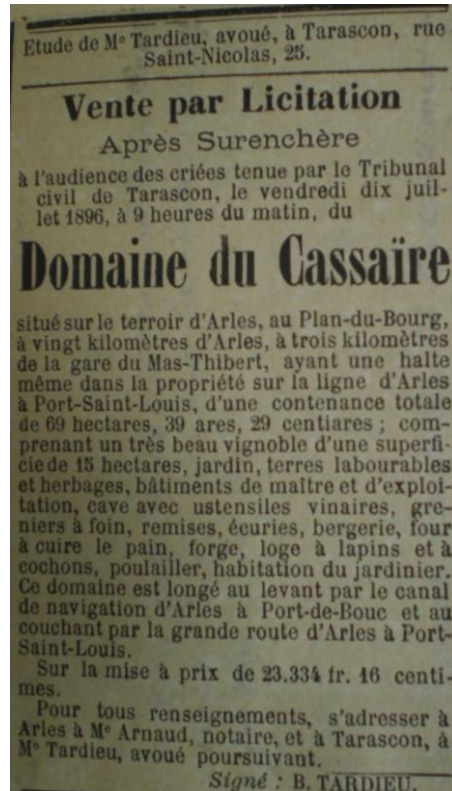 Etude de Mᵉ Tardieu, avoué, à Tarascon, rue
Saint-Nicolas, 25.
Vente par Licitation
Après Surenchère
à l'audience des criées tenue par le Tribunal
civil de Tarascon, le vendredi dix juil-
let 1896, à 9 heures du matin, du
Domaine du Cassaïre
situé sur le terroir d'Arles, au Plan-du-Bourg,
à vingt kilomètres d'Arles, à trois kilomètres
de la gare du Mas-Thibert, ayant une halte
même dans la propriété sur la ligne d'Arles
à Port-Saint-Louis, d'une contenance totale
de 69 hectares, 39 ares, 29 centiares ; com-
prenant un très beau vignoble d'une superfi-
cie de 15 hectares, jardin, terres labourables
et herbages, bâtiments de maître et d'exploi-
tation, cave avec ustensiles vinaires, gre-
niers à foin, remises, écuries, bergerie, four
à cuire le pain, forge, loge à lapins et à
cochons, poulailler, habitation du jardinier.
Ce domaine est longé au levant par le canal
de navigation d'Arles à Port-de-Bouc et au
couchant par la grande route d'Arles à Port-
Saint-Louis.
Sur la mise à prix de 23.334 fr. 16 centi-
mes.
Pour tous renseignements, s'adresser à
Arles à Mᵉ Arnaud, notaire, et à Tarascon, à
Mᵉ Tardieu, avoué poursuivant.
Signé : B. TARDIEU.